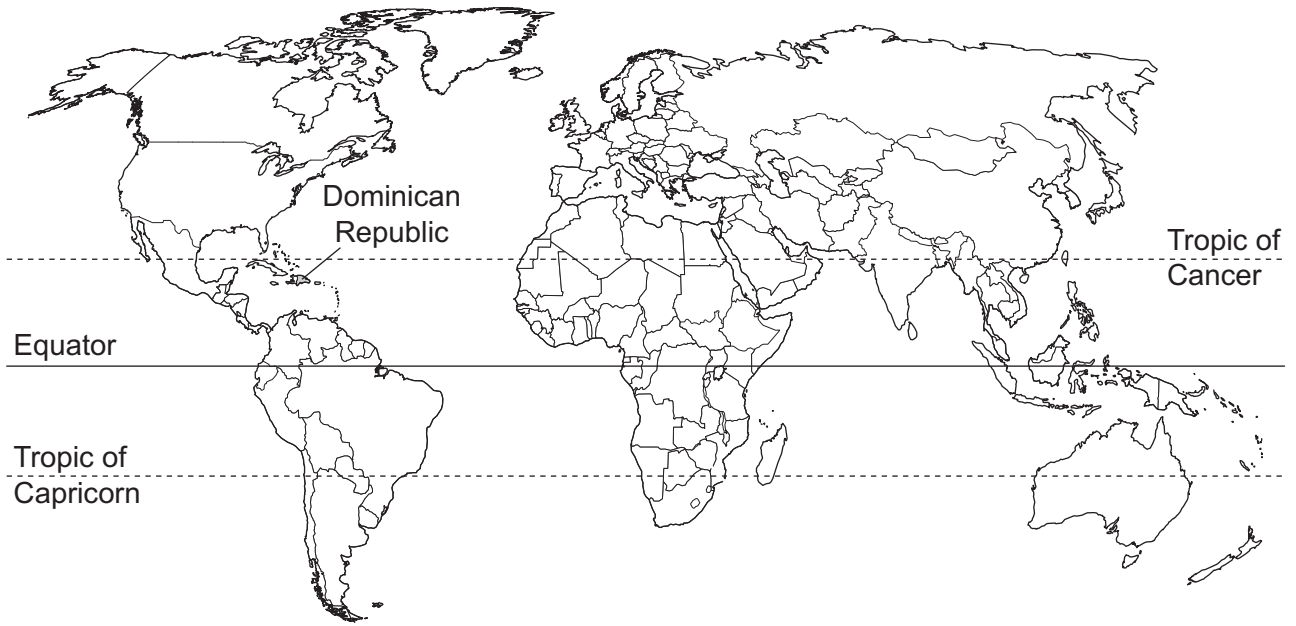 Dominican
Republic
Tropic of
Cancer
Equator
Tropic of
Capricorn